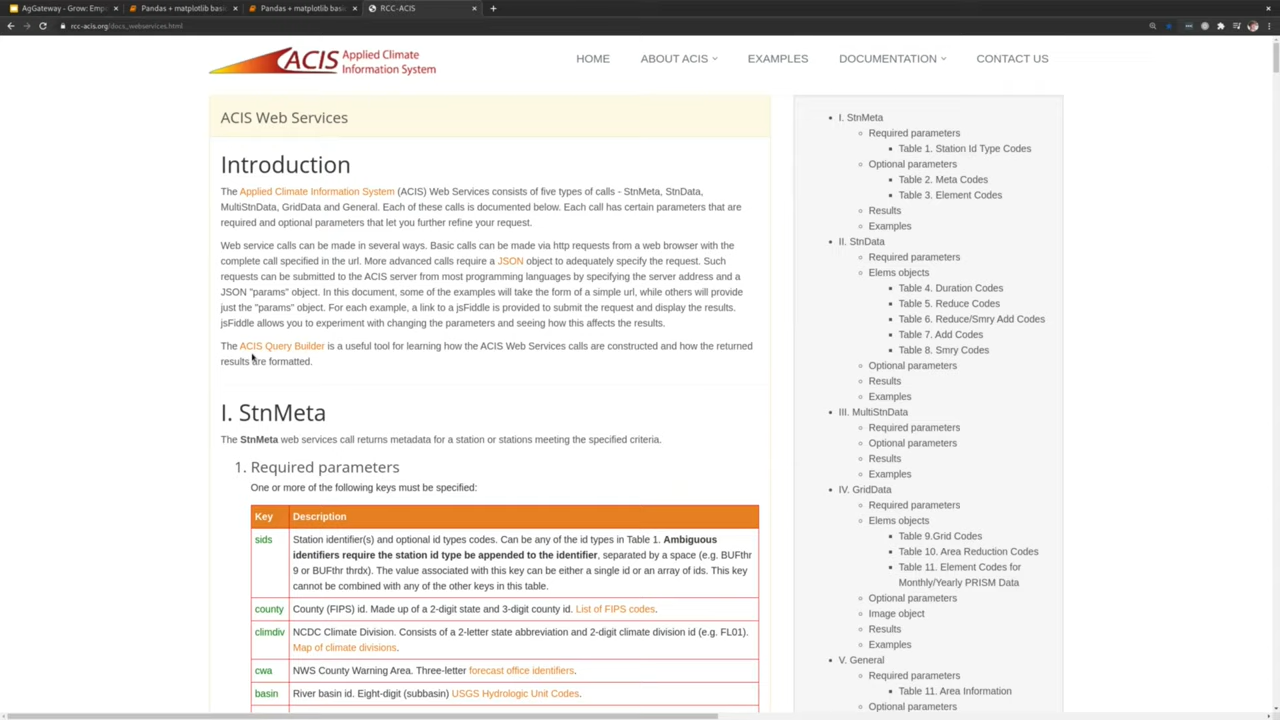 AgGateway - Grow: Empo
Pandas + matplotlib basic
Pandas + matplotlib basic
RCC-ACIS
rcc-acis.org/docs_webservices.html
ACIS Applied Climate
Information System
HOME
ABOUT ACIS
EXAMPLES
DOCUMENTATION
CONTACT US
ACIS Web Services
Introduction
The Applied Climate Information System (ACIS) Web Services consists of five types of calls - StnMeta, StnData,
MultiStnData, GridData and General. Each of these calls is documented below. Each call has certain parameters that are
required and optional parameters that let you further refine your request.
Web service calls can be made in several ways. Basic calls can be made via http requests from a web browser with the
complete call specified in the url. More advanced calls require a JSON object to adequately specify the request. Such
requests can be submitted to the ACIS server from most programming languages by specifying the server address and a
JSON "params" object. In this document, some of the examples will take the form of a simple url, while others will provide
just the "params" object. For each example, a link to a jsFiddle is provided to submit the request and display the results.
jsFiddle allows you to experiment with changing the parameters and seeing how this affects the results.
The ACIS Query Builder is a useful tool for learning how the ACIS Web Services calls are constructed and how the returned
results are formatted.
I. StnMeta
The StnMeta web services call returns metadata for a station or stations meeting the specified criteria.
1. Required parameters
One or more of the following keys must be specified:
Key Description
sids Station identifier(s) and optional id types codes. Can be any of the id types in Table 1. Ambiguous
identifiers require the station id type be appended to the identifier, separated by a space (e.g. BUFthr
9 or BUFthr thrdx). The value associated with this key can be either a single id or an array of ids. This key
cannot be combined with any of the other keys in this table.
county County (FIPS) id. Made up of a 2-digit state and 3-digit county id. List of FIPS codes.
climdiv NCDC Climate Division. Consists of a 2-letter state abbreviation and 2-digit climate division id (e.g. FL01).
Map of climate divisions.
cwa NWS County Warning Area. Three-letter forecast office identifiers.
basin River basin id. Eight-digit (subbasin) USGS Hydrologic Unit Codes.
I. StnMeta
Required parameters
Table 1. Station Id Type Codes
Optional parameters
Table 2. Meta Codes
Table 3. Element Codes
Results
Examples
II. StnData
Required parameters
Elems objects
Table 4. Duration Codes
Table 5. Reduce Codes
Table 6. Reduce/Smry Add Codes
Table 7. Add Codes
Table 8. Smry Codes
Optional parameters
Results
Examples
III. MultiStnData
Required parameters
Optional parameters
Results
Examples
IV. GridData
Required parameters
Elems objects
Table 9.Grid Codes
Table 10. Area Reduction Codes
Table 11. Element Codes for
Monthly/Yearly PRISM Data
Optional parameters
Image object
Results
Examples
V. General
Required parameters
Table 11. Area Information
Optional parameters